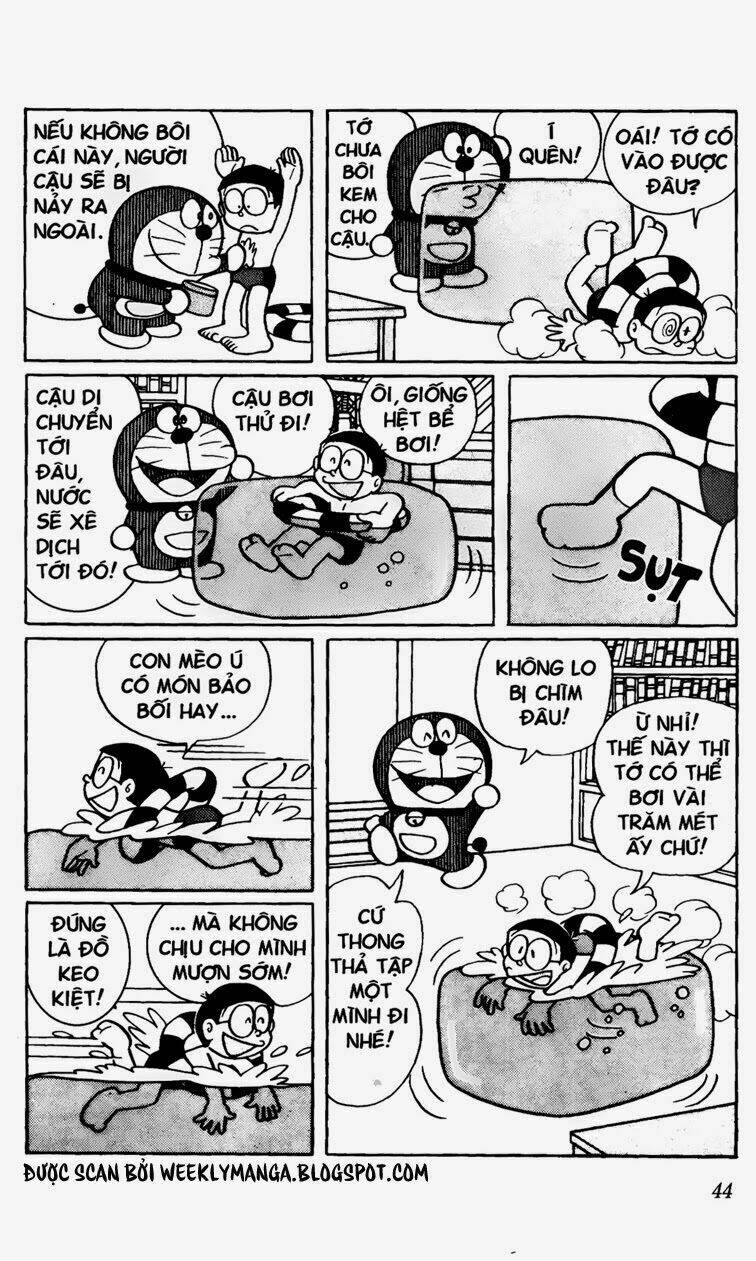 OÁI! TỚ CÓ
VÀO ĐƯỢC
ĐÂU?
Í
QUÊN!
TỚ
CHƯA
BÔI
KEM
CHO
CẬU.
NẾU KHÔNG BÔI
CÁI NÀY, NGƯỜI
CẬU SẼ BỊ
NẢY RA
NGOÀI.
SỤT
ÔI, GIỐNG
HỆT BỂ
BƠI!
CẬU BƠI
THỬ ĐI!
CẬU DI
CHUYỂN
TỚI
ĐÂU,
NƯỚC
SẼ XÊ
DỊCH
TỚI ĐÓ!
KHÔNG LO
BỊ CHÌM
ĐÂU!
Ừ NHỈ!
THẾ NÀY THÌ
TỚ CÓ THỂ
BƠI VÀI
TRĂM MÉT
ẤY CHỨ!
CỨ
THONG
THẢ TẬP
MỘT
MÌNH ĐI
NHÉ!
CON MÈO Ú
CÓ MÓN BẢO
BỐI HAY...
... MÀ KHÔNG
CHỊU CHO MÌNH
MƯỢN SỚM!
ĐÚNG
LÀ ĐỒ
KEO
KIỆT!
ĐƯỢC SCAN BỞI WEEKLYMANGA.BLOGSPOT.COM
44